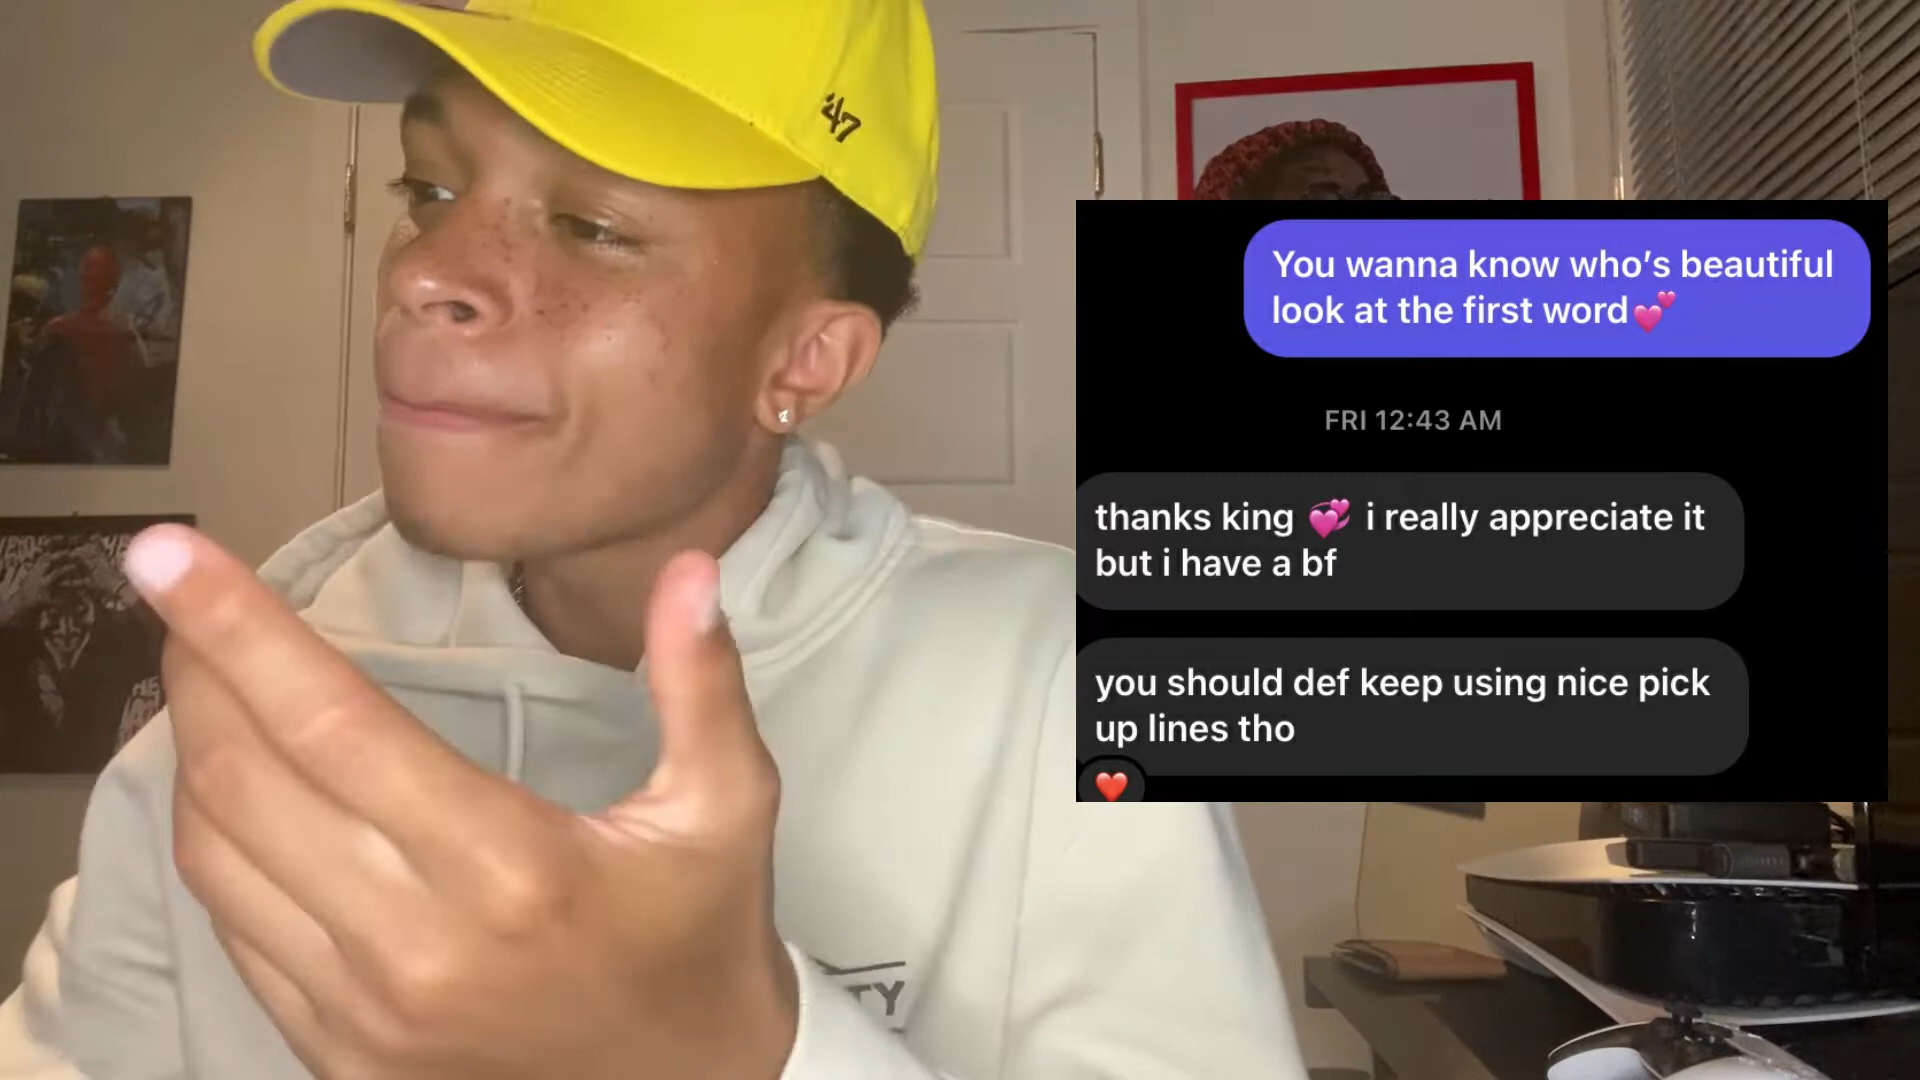 '47
You wanna know who's beautiful
look at the first word💕
FRI 12:43 AM
thanks king 💞 i really appreciate it
but i have a bf
you should def keep using nice pick
up lines tho
TY